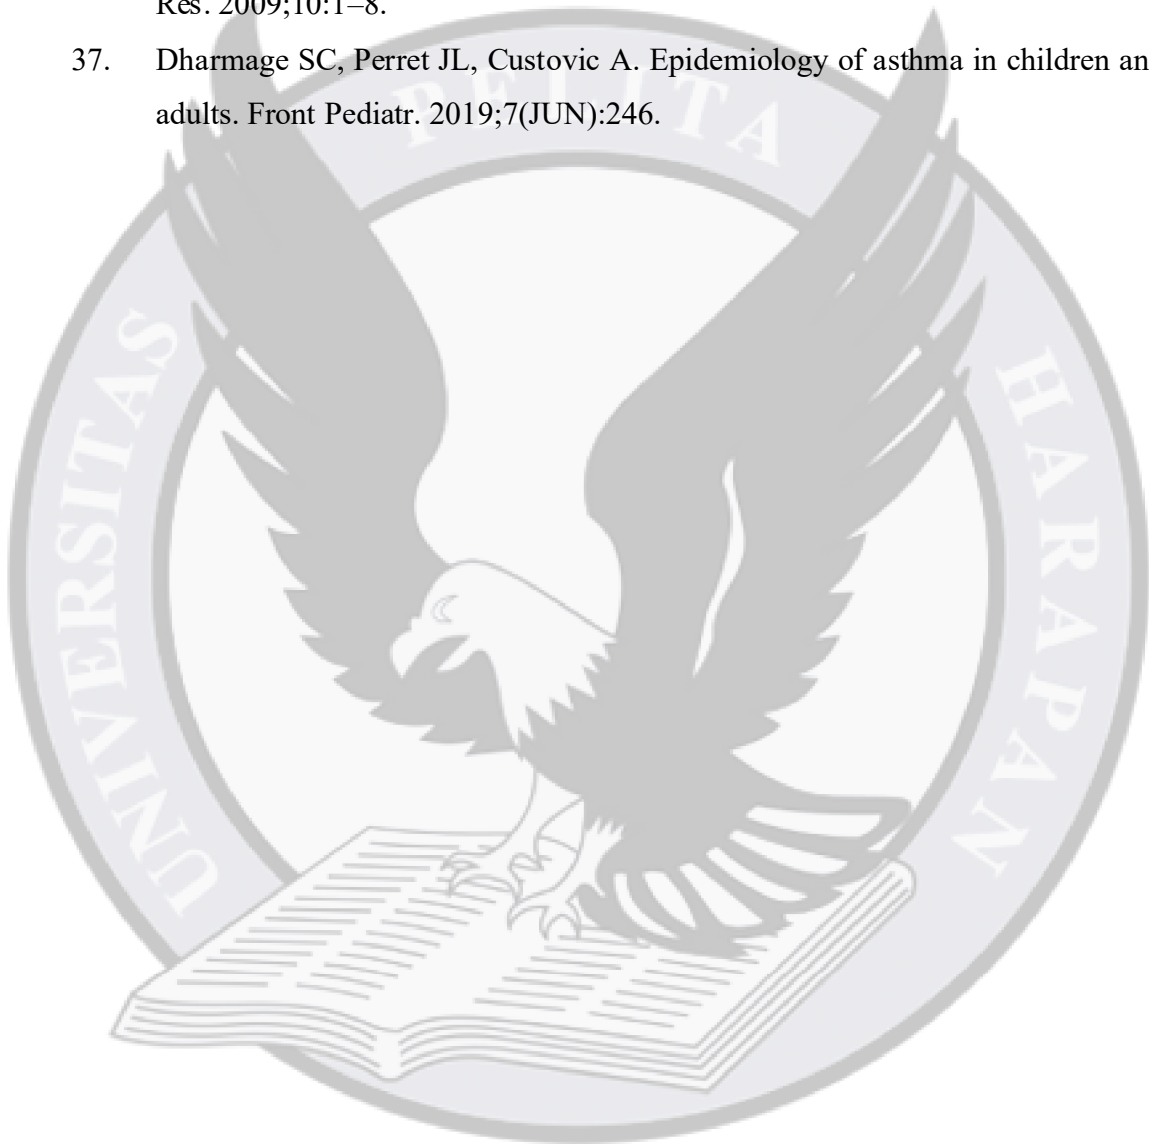 Res. 2009;10:1–8.
37. Dharmage SC, Perret JL, Custovic A. Epidemiology of asthma in children an
adults. Front Pediatr. 2019;7(JUN):246.
UNIVERSITAS PELITA HARAPAN